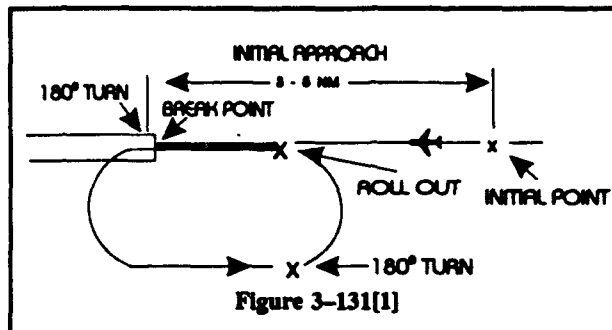 INITIAL APPROACH
3 - 5 NM
180° TURN
BREAK POINT
X
X
ROLL OUT
INITIAL POINT
X
180° TURN
Figure 3-131[1]